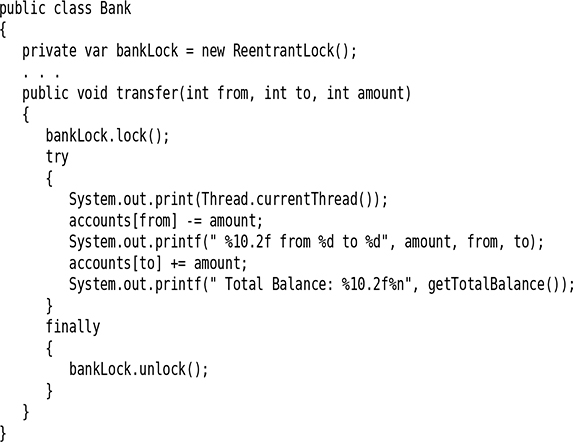 public class Bank
{
   private var bankLock = new ReentrantLock();
   . . .
   public void transfer(int from, int to, int amount)
   {
      bankLock.lock();
      try
      {
         System.out.print(Thread.currentThread());
         accounts[from] -= amount;
         System.out.printf(" %10.2f from %d to %d", amount, from, to);
         accounts[to] += amount;
         System.out.printf(" Total Balance: %10.2f%n", getTotalBalance());
      }
      finally
      {
         bankLock.unlock();
      }
   }
}